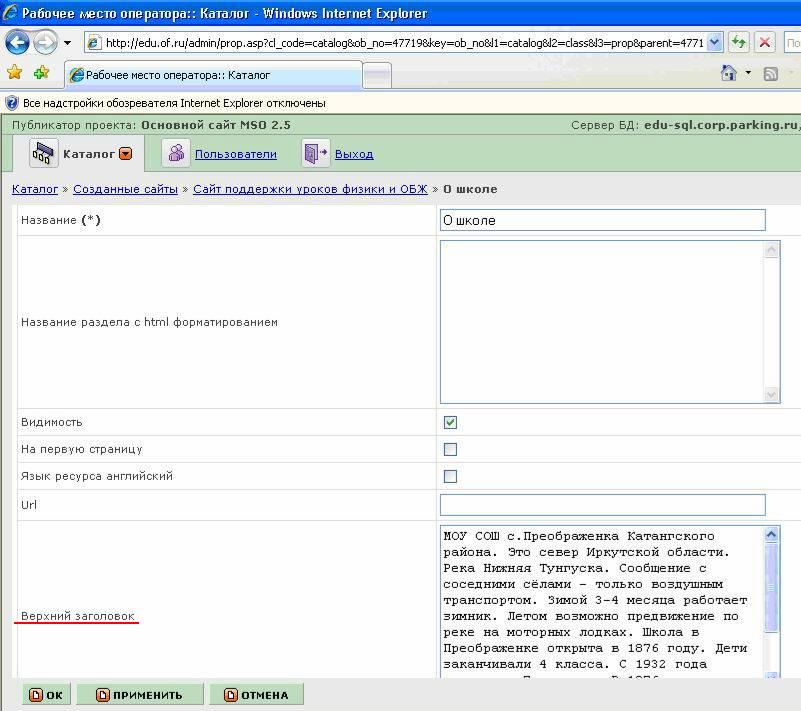 Рабочее место оператора:: Каталог - Windows Internet Explorer
http://edu.of.ru/admin/prop.asp?cl_code=catalog&ob_no=47719&key=ob_no&l1=catalog&l2=class&l3=prop&parent=4771
Рабочее место оператора:: Каталог
Все надстройки обозревателя Internet Explorer отключены
Публикатор проекта: Основной сайт MSO 2.5 Сервер БД: edu-sql.corp.parking.ru,
Каталог Пользователи Выход
Каталог » Созданные сайты » Сайт поддержки уроков физики и ОБЖ » О школе
Название (*) О школе
Название раздела с html форматированием
Видимость
На первую страницу
Язык ресурса английский
Url
Верхний заголовок
МОУ СОШ с.Преображенка Катангского
района. Это север Иркутской области.
Река Нижняя Тунгуска. Сообщение с
соседними сёлами - только воздушным
транспортом. Зимой 3-4 месяца работает
зимник. Летом возможно предвижение по
реке на моторных лодках. Школа в
Преображенке открыта в 1876 году. Дети
заканчивали 4 класса. С 1932 года
ОК ПРИМЕНИТЬ ОТМЕНА